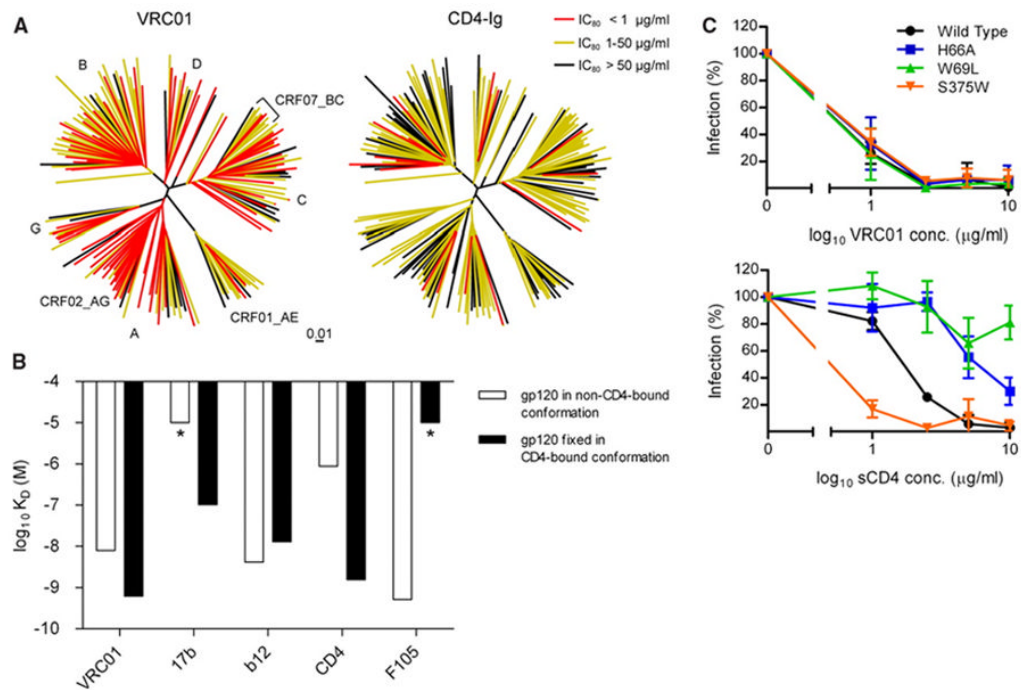 A
VRC01
CD4-Ig
IC80 < 1 µg/ml
IC80 1-50 µg/ml
IC80 > 50 µg/ml
B
D
CRF07_BC
C
G
CRF02_AG
A
CRF01_AE
0.01
B
-4
-5
-6
-7
-8
-9
-10
log10 KD (M)
* *
VRC01
17b
b12
CD4
F105
gp120 in non-CD4-bound
conformation
gp120 fixed in
CD4-bound conformation
C
Wild Type
H66A
W69L
S375W
120
100
80
60
40
20
Infection (%)
0 1 10
log10 VRC01 conc. (µg/ml)
120
100
80
60
40
20
Infection (%)
0 1 10
log10 sCD4 conc. (µg/ml)